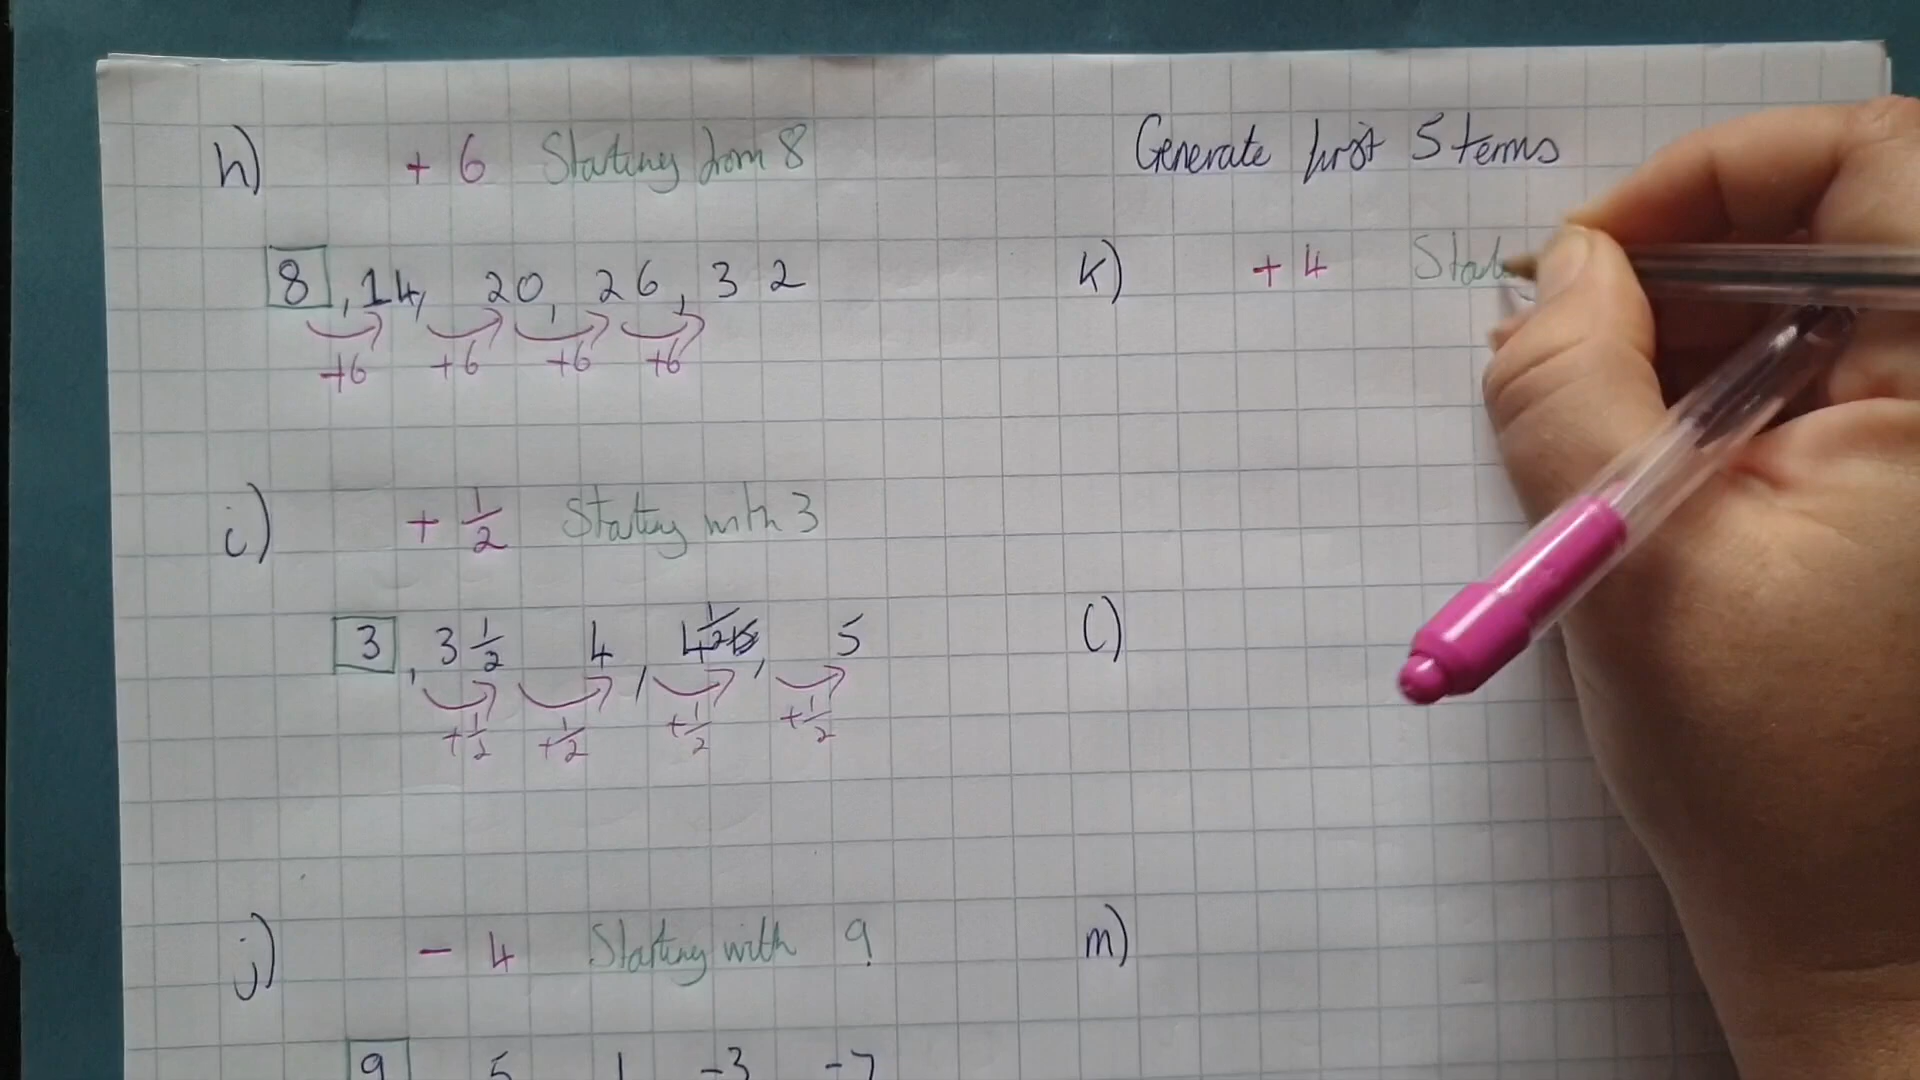 h) + 6 Starting from 8
8, 14, 20, 26, 32
+6 +6 +6 +6
i) + 1/2 Starting with 3
3, 3 1/2 4, 4 1/2, 5
+1/2 +1/2 +1/2 +1/2
j) - 4 Starting with 9
9 5 1 -3 -7
Generate first 5 terms
k) + 4
l)
m)